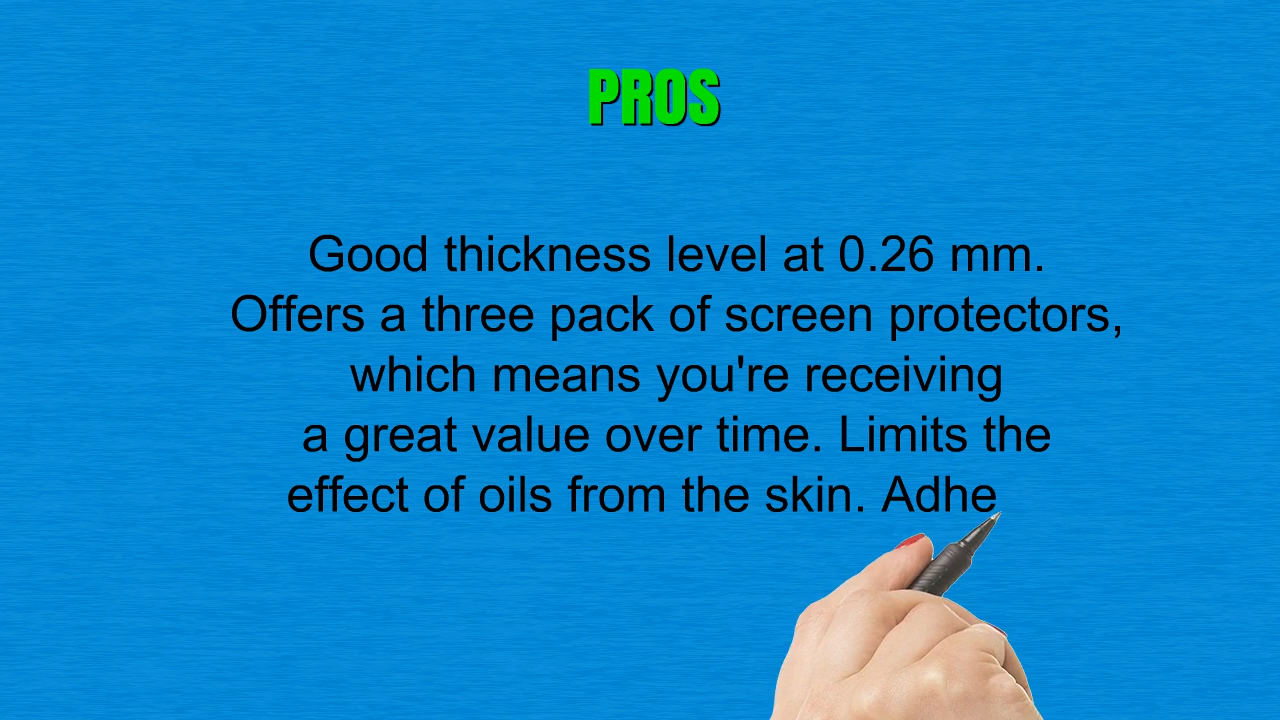 PROS
Good thickness level at 0.26 mm.
Offers a three pack of screen protectors,
which means you're receiving
a great value over time. Limits the
effect of oils from the skin. Adhe